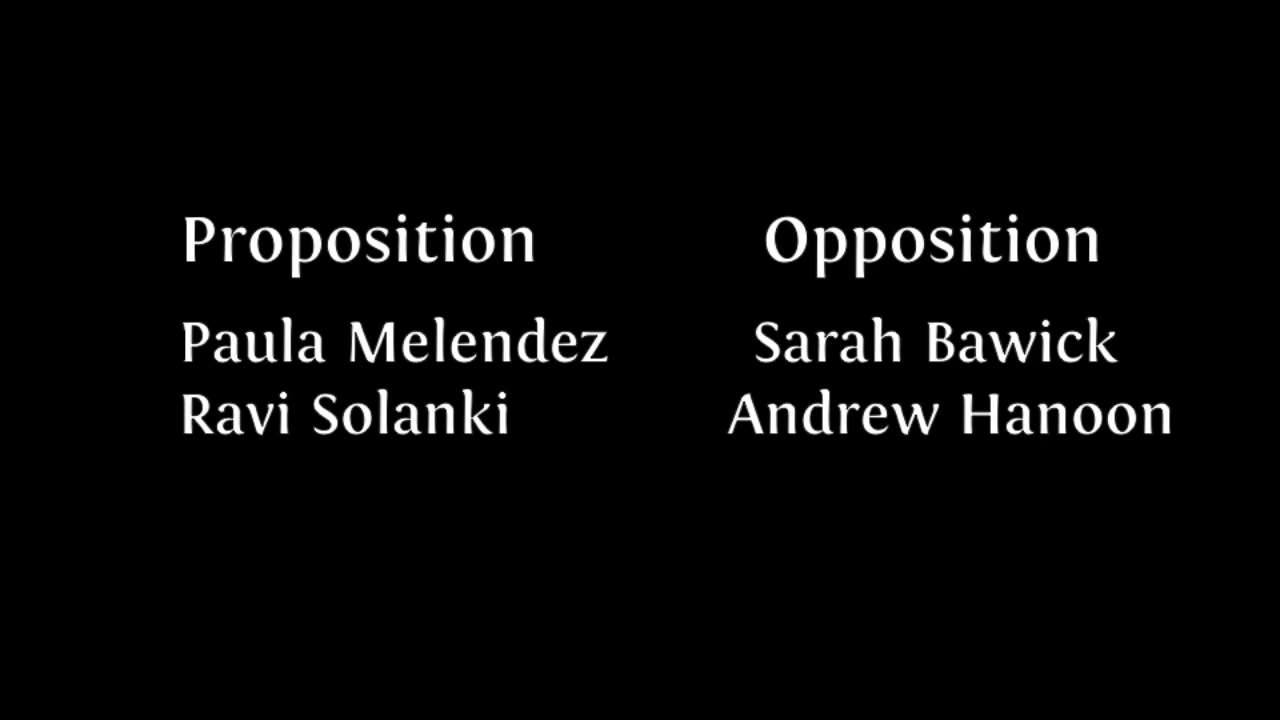 Proposition
Paula Melendez
Ravi Solanki
Opposition
Sarah Bawick
Andrew Hanoon